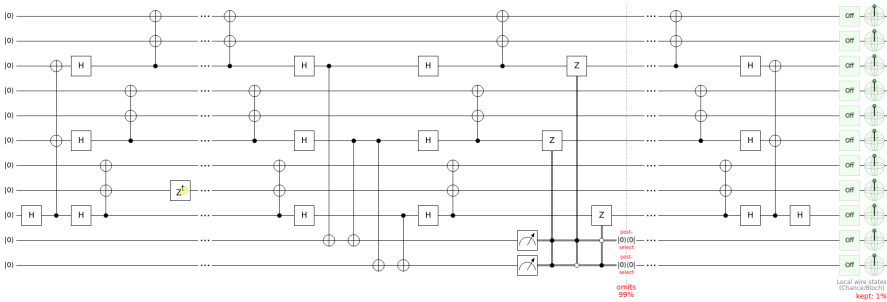 |0⟩ ... ... ... Off
|0⟩ ... ... ... Off
|0⟩ H H H Z ... ... H Off
|0⟩ ... ... Off
|0⟩ ... ... Off
|0⟩ H H H Z ... ... H Off
|0⟩ ... ... Off
|0⟩ Zᵗ ... ... Off
|0⟩ H H H H Z ... ... H H Off
post-
|0⟩ |0⟩⟨0| ... Off
select
post-
|0⟩ ... |0⟩⟨0| ... Off
select
Local wire states
(Chance/Bloch)
omits
99%
kept: 1%